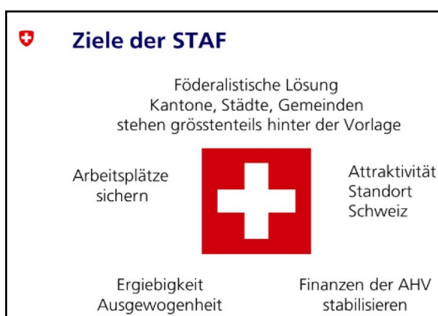 Ziele der STAF
Föderalistische Lösung
Kantone, Städte, Gemeinden
stehen grösstenteils hinter der Vorlage
Arbeitsplätze
sichern
Attraktivität
Standort
Schweiz
Ergiebigkeit
Ausgewogenheit
Finanzen der AHV
stabilisieren